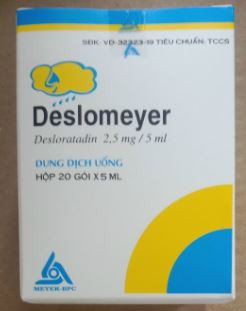 SĐK: VD-32323-19 TIÊU CHUẨN: TCCS
Deslomeyer
Desloratadin 2,5 mg / 5 ml
DUNG DỊCH UỐNG
HỘP 20 GÓI X 5 ML
MEYER-BPC